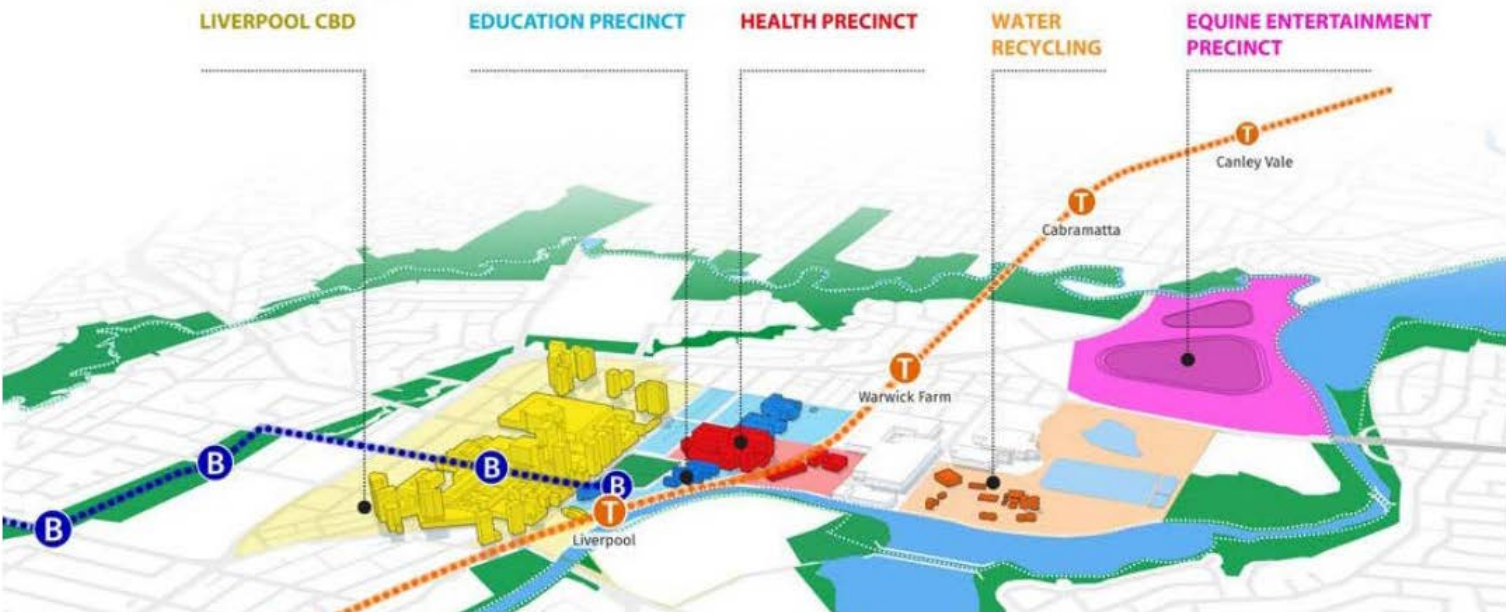 LIVERPOOL CBD
EDUCATION PRECINCT
HEALTH PRECINCT
WATER
RECYCLING
EQUINE ENTERTAINMENT
PRECINCT
T
Canley Vale
T
Cabramatta
T
Warwick Farm
B
B
B
B
T
Liverpool